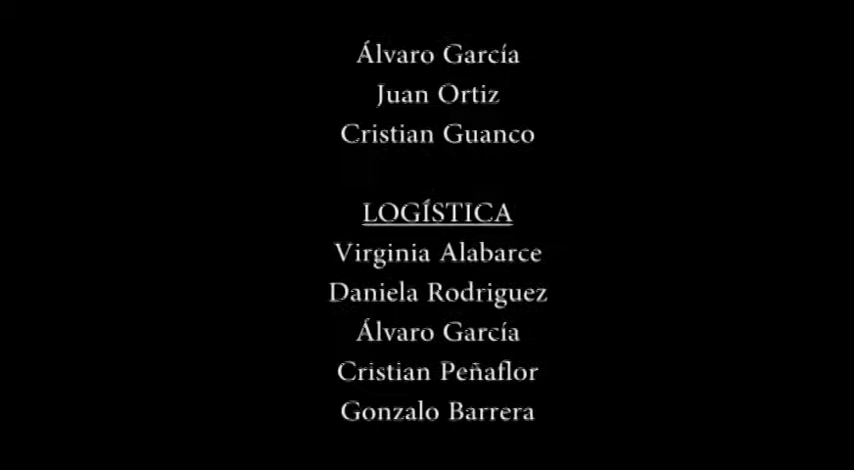 Álvaro García
Juan Ortiz
Cristian Guanco
LOGÍSTICA
Virginia Alabarce
Daniela Rodriguez
Álvaro García
Cristian Peñaflor
Gonzalo Barrera